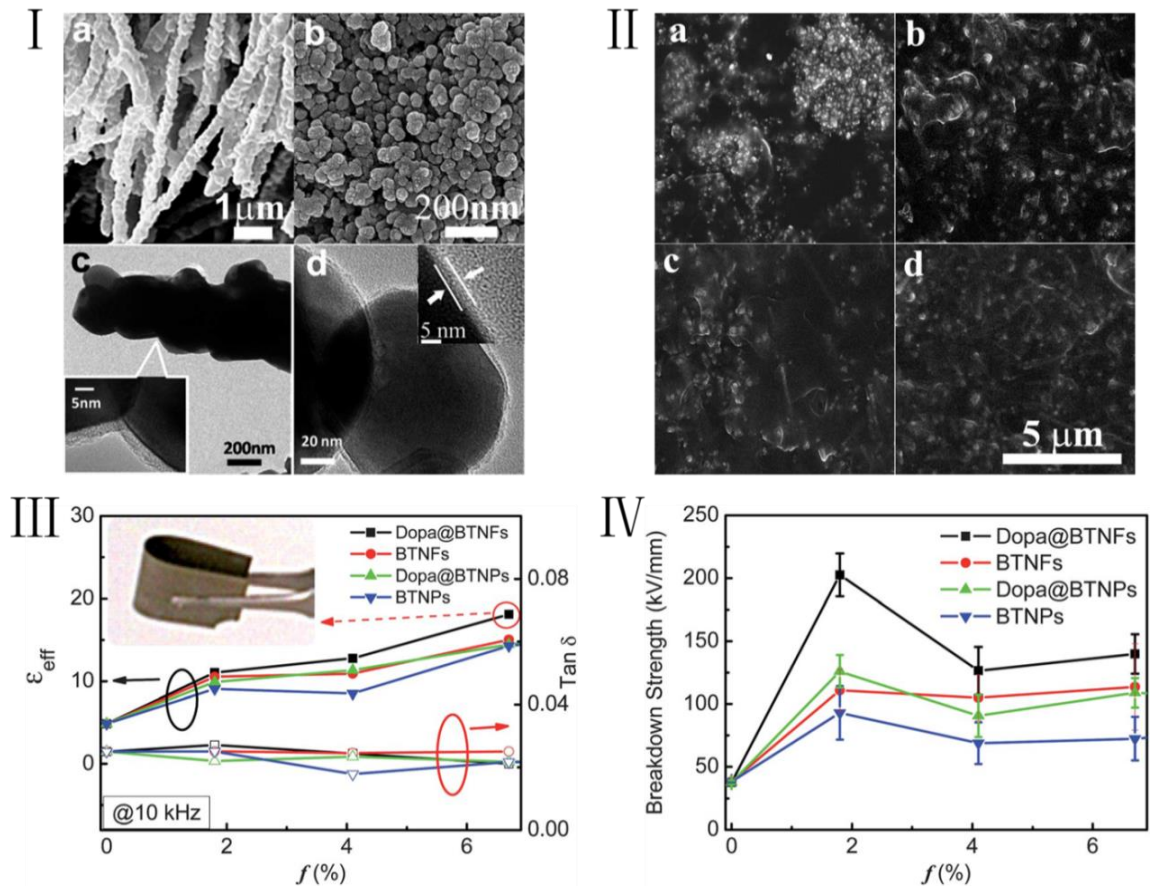 I
a
b
1µm
200nm
c
d
5 nm
5nm
200nm
20 nm
II
a
b
c
d
5 µm
III
30
20
10
0
εeff
Dopa@BTNFs
BTNFs
Dopa@BTNPs
BTNPs
0.08
0.04
0.00
Tan δ
@10 kHz
0 2 4 6
f (%)
IV
250
200
150
100
50
0
Breakdown Strength (kV/mm)
Dopa@BTNFs
BTNFs
Dopa@BTNPs
BTNPs
0 2 4 6
f (%)